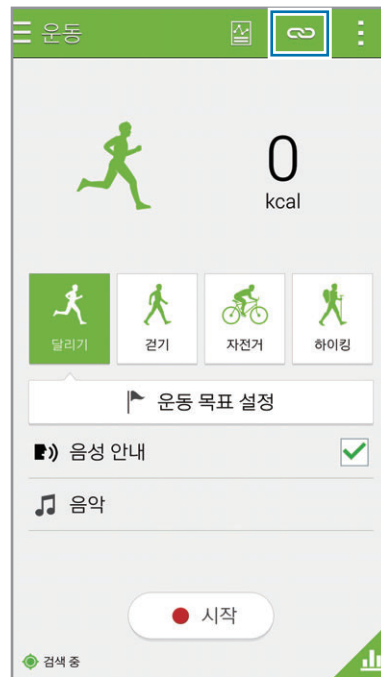 운동
0
kcal
달리기
걷기
자전거
하이킹
운동 목표 설정
음성 안내
음악
시작
검색 중